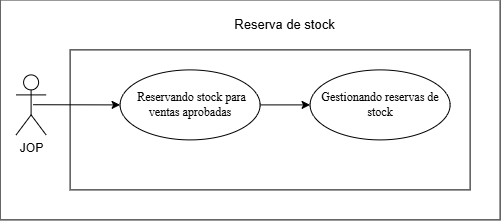 Reserva de stock
Reservando stock para
ventas aprobadas
Gestionando reservas de
stock
JOP